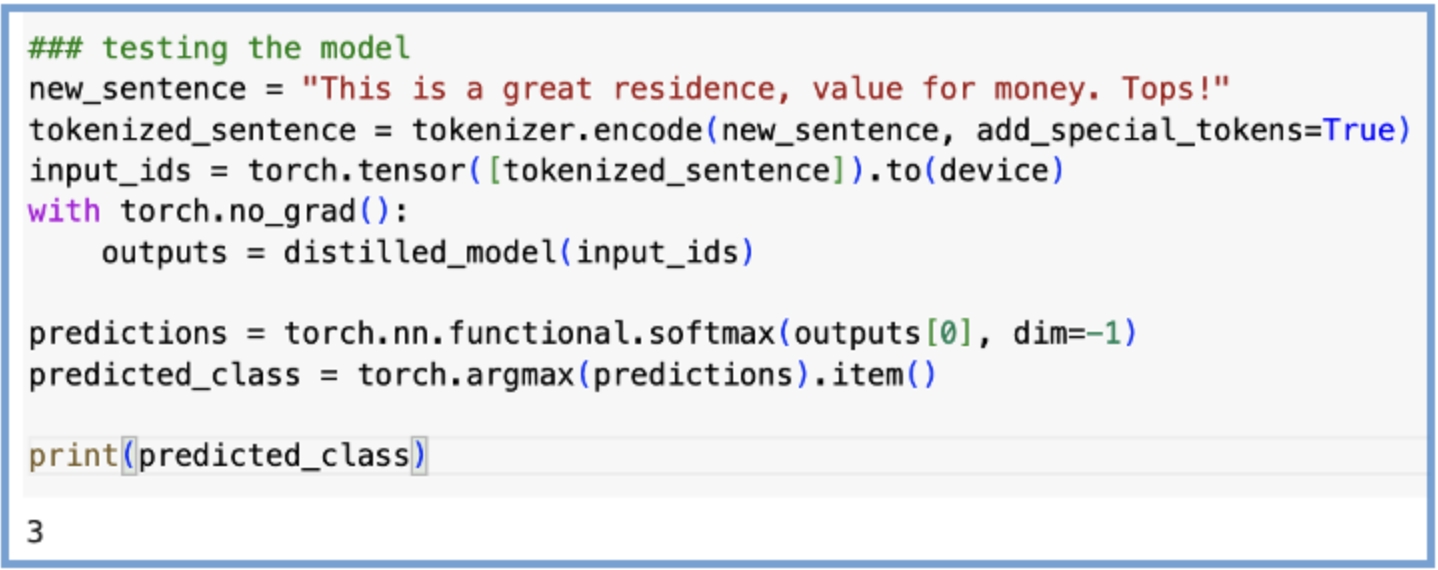 ### testing the model
new_sentence = "This is a great residence, value for money. Tops!"
tokenized_sentence = tokenizer.encode(new_sentence, add_special_tokens=True)
input_ids = torch.tensor([tokenized_sentence]).to(device)
with torch.no_grad():
    outputs = distilled_model(input_ids)

predictions = torch.nn.functional.softmax(outputs[0], dim=-1)
predicted_class = torch.argmax(predictions).item()

print(predicted_class)

3